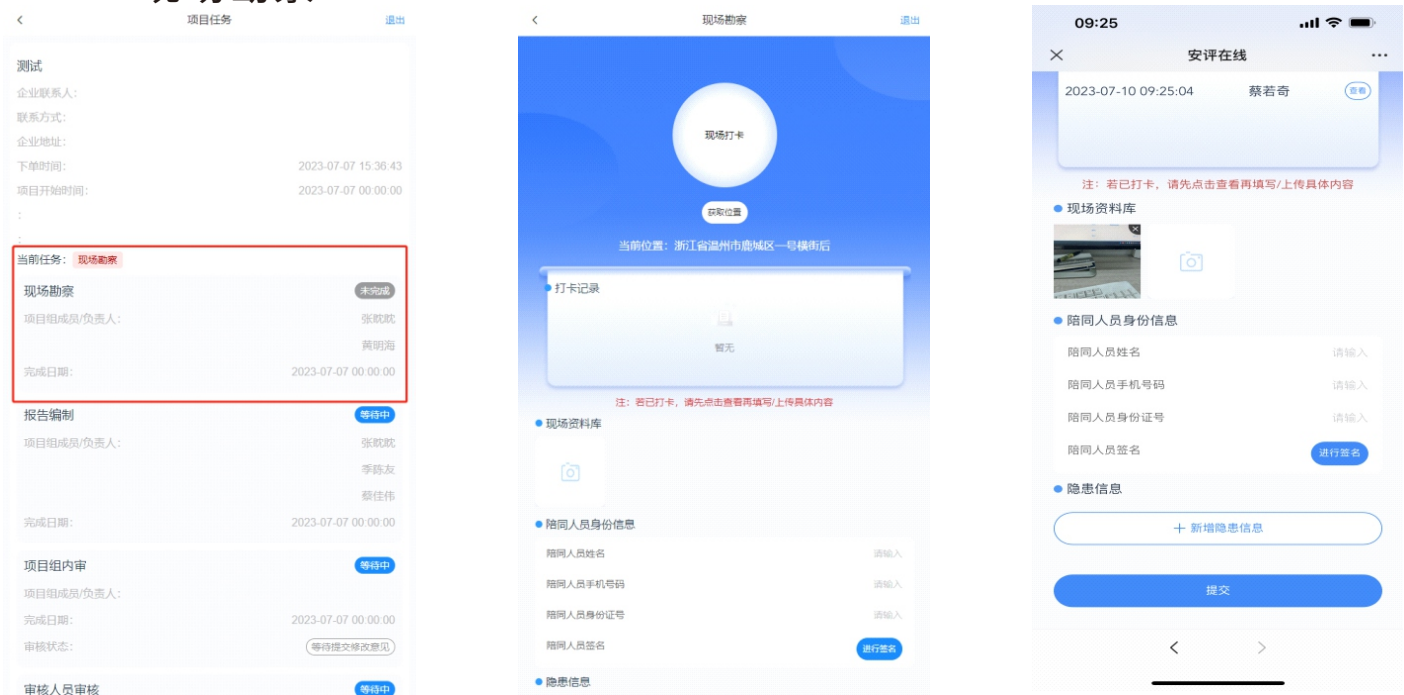 项目任务
退出
测试
企业联系人：
联系方式：
企业地址：
下单时间： 2023-07-07 15:36:43
项目开始时间： 2023-07-07 00:00:00
:
:
当前任务： 现场勘察
现场勘察 未完成
项目组成员/负责人： 张眈眈
黄明海
完成日期： 2023-07-07 00:00:00
报告编制 等待中
项目组成员/负责人： 张眈眈
季陈友
蔡佳伟
完成日期： 2023-07-07 00:00:00
项目组内审 等待中
项目组成员/负责人：
完成日期： 2023-07-07 00:00:00
审核状态： 等待提交修改意见
审核人员审核 等待中
现场勘察
退出
现场打卡
获取位置
当前位置：浙江省温州市鹿城区一号横街后
打卡记录
暂无
注：若已打卡，请先点击查看再填写/上传具体内容
现场资料库
陪同人员身份信息
陪同人员姓名 请输入
陪同人员手机号码 请输入
陪同人员身份证号 请输入
陪同人员签名 进行签名
隐患信息
09:25
安评在线
2023-07-10 09:25:04 蔡若奇 查看
注：若已打卡，请先点击查看再填写/上传具体内容
现场资料库
陪同人员身份信息
陪同人员姓名 请输入
陪同人员手机号码 请输入
陪同人员身份证号 请输入
陪同人员签名 进行签名
隐患信息
+ 新增隐患信息
提交